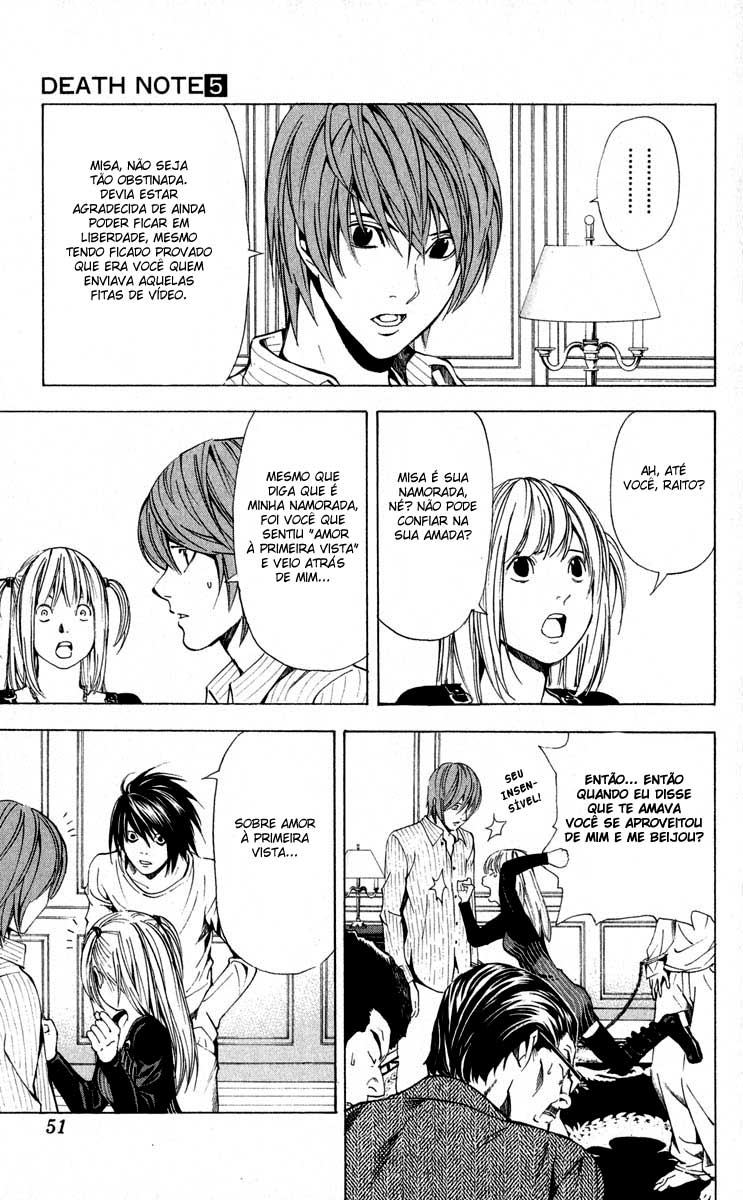 DEATH NOTE 5
.........
MISA, NÃO SEJA
TÃO OBSTINADA.
DEVIA ESTAR
AGRADECIDA DE AINDA
PODER FICAR EM
LIBERDADE, MESMO
TENDO FICADO PROVADO
QUE ERA VOCÊ QUEM
ENVIAVA AQUELAS
FITAS DE VÍDEO.
AH, ATÉ
VOCÊ, RAITO?
MISA É SUA
NAMORADA,
NÉ? NÃO PODE
CONFIAR NA
SUA AMADA?
MESMO QUE
DIGA QUE É
MINHA NAMORADA,
FOI VOCÊ QUE
SENTIU "AMOR
À PRIMEIRA VISTA"
E VEIO ATRÁS
DE MIM...
ENTÃO... ENTÃO
QUANDO EU DISSE
QUE TE AMAVA
VOCÊ SE APROVEITOU
DE MIM E ME BEIJOU?
SEU
INSEN-
SÍVEL!
SOBRE AMOR
À PRIMEIRA
VISTA...
51